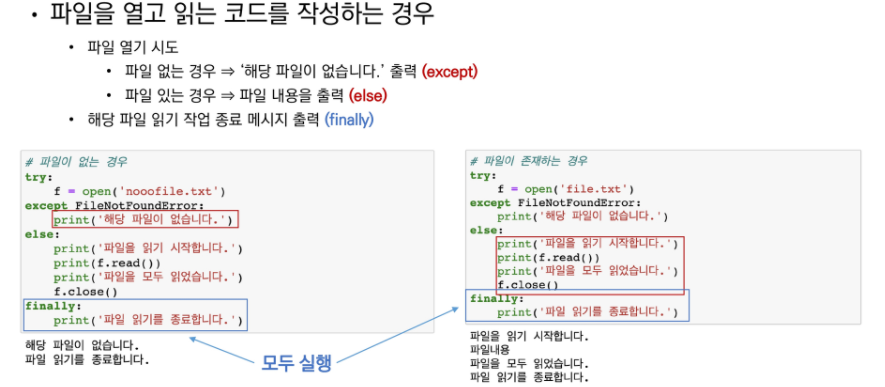 • 파일을 열고 읽는 코드를 작성하는 경우
• 파일 열기 시도
• 파일 없는 경우 ⇒ ‘해당 파일이 없습니다.’ 출력 (except)
• 파일 있는 경우 ⇒ 파일 내용을 출력 (else)
• 해당 파일 읽기 작업 종료 메시지 출력 (finally)
# 파일이 없는 경우
try:
    f = open('nooofile.txt')
except FileNotFoundError:
    print('해당 파일이 없습니다.')
else:
    print('파일을 읽기 시작합니다.')
    print(f.read())
    print('파일을 모두 읽었습니다.')
    f.close()
finally:
    print('파일 읽기를 종료합니다.')
해당 파일이 없습니다.
파일 읽기를 종료합니다.
모두 실행
# 파일이 존재하는 경우
try:
    f = open('file.txt')
except FileNotFoundError:
    print('해당 파일이 없습니다.')
else:
    print('파일을 읽기 시작합니다.')
    print(f.read())
    print('파일을 모두 읽었습니다.')
    f.close()
finally:
    print('파일 읽기를 종료합니다.')
파일을 읽기 시작합니다.
파일내용
파일을 모두 읽었습니다.
파일 읽기를 종료합니다.